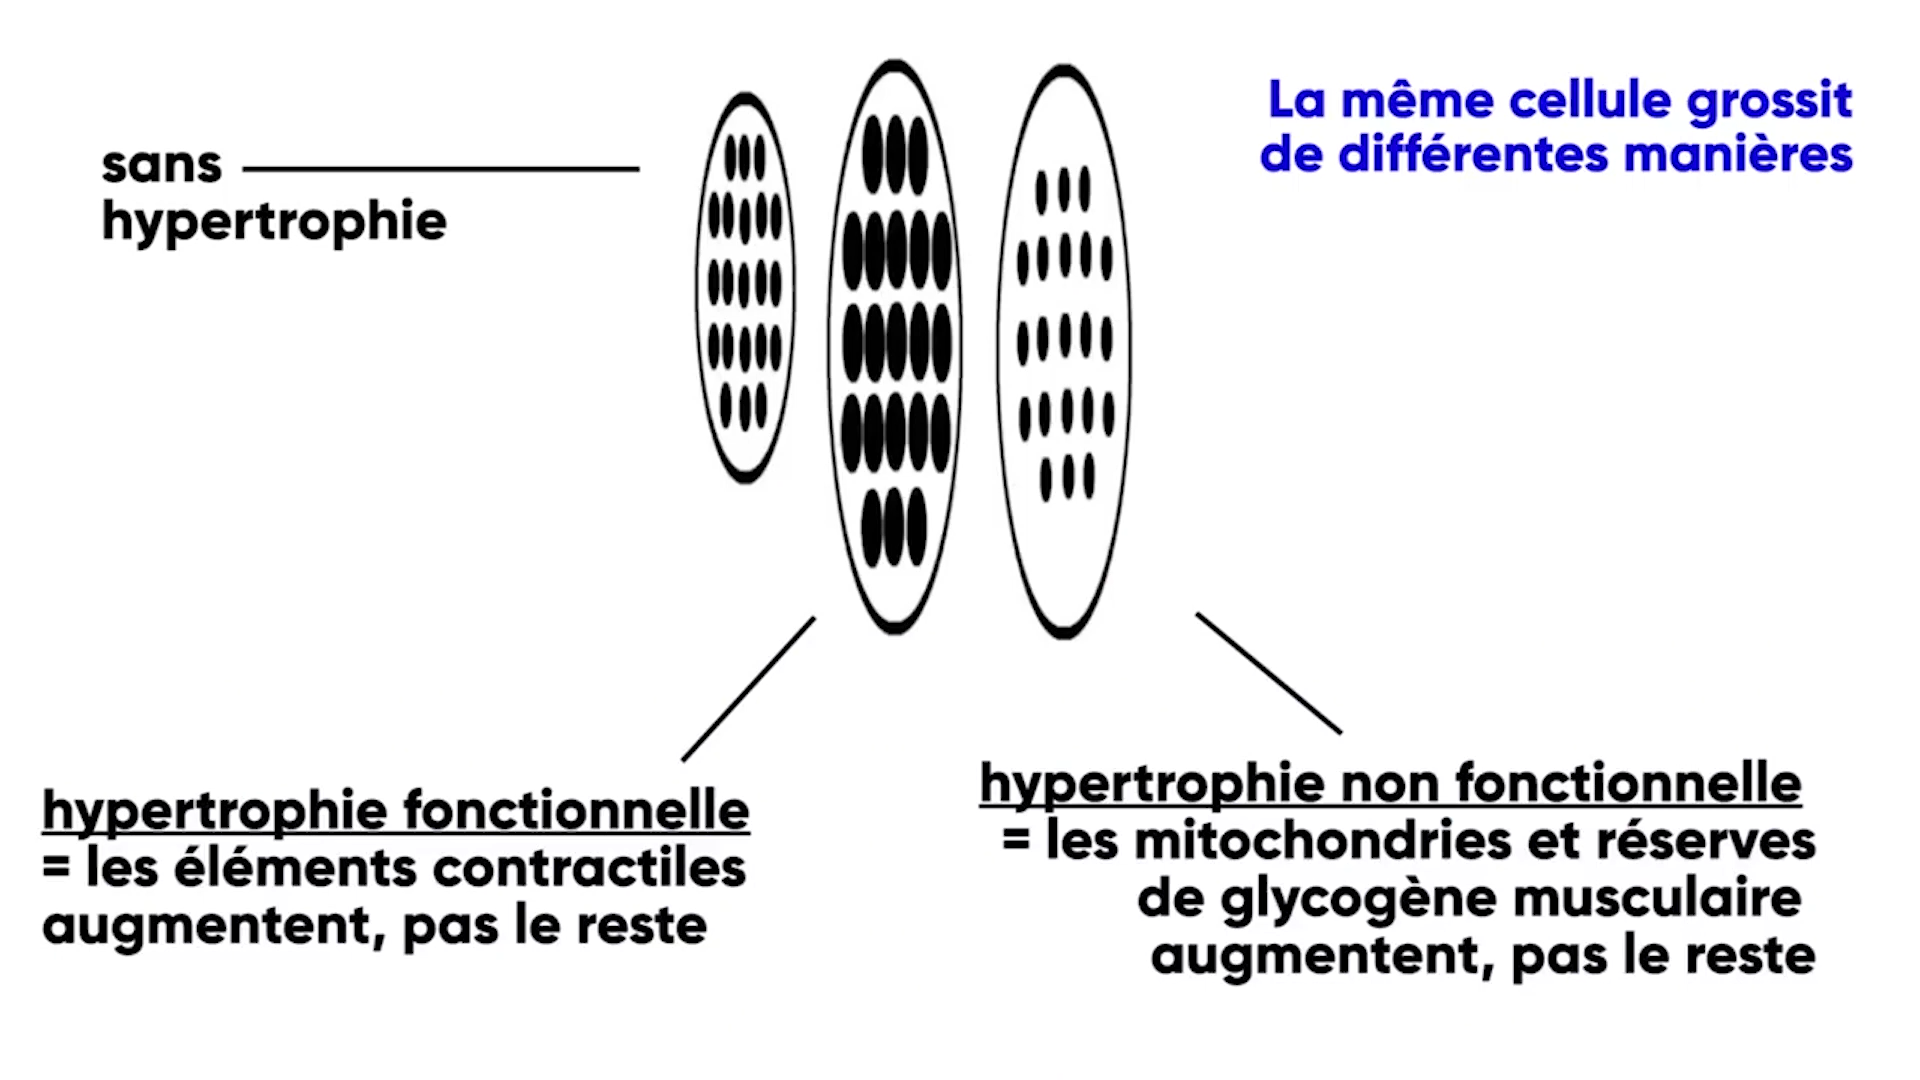 sans
hypertrophie
La même cellule grossit
de différentes manières
hypertrophie fonctionnelle
= les éléments contractiles
augmentent, pas le reste
hypertrophie non fonctionnelle
= les mitochondries et réserves
de glycogène musculaire
augmentent, pas le reste